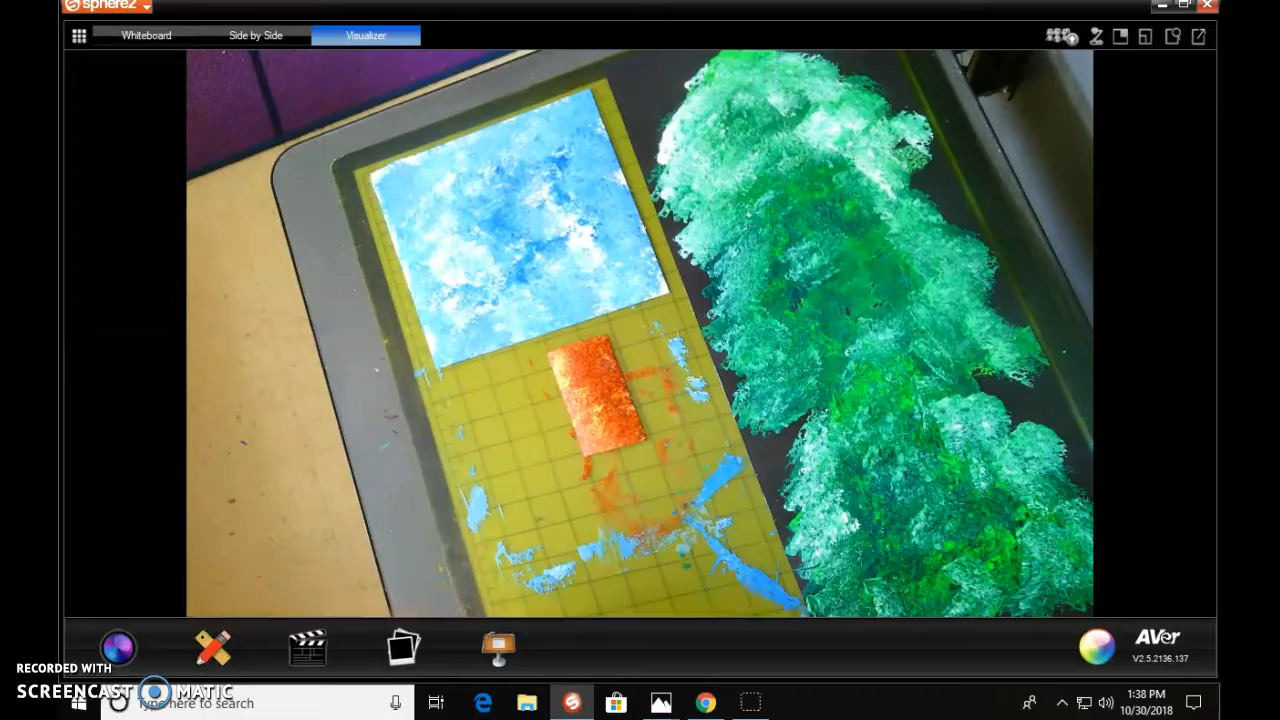 sphere2
Whiteboard
Side by Side
Visualizer
AVer
V2.5.2136.137
RECORDED WITH
SCREENCAST MATIC
Type here to search
1:38 PM
10/30/2018